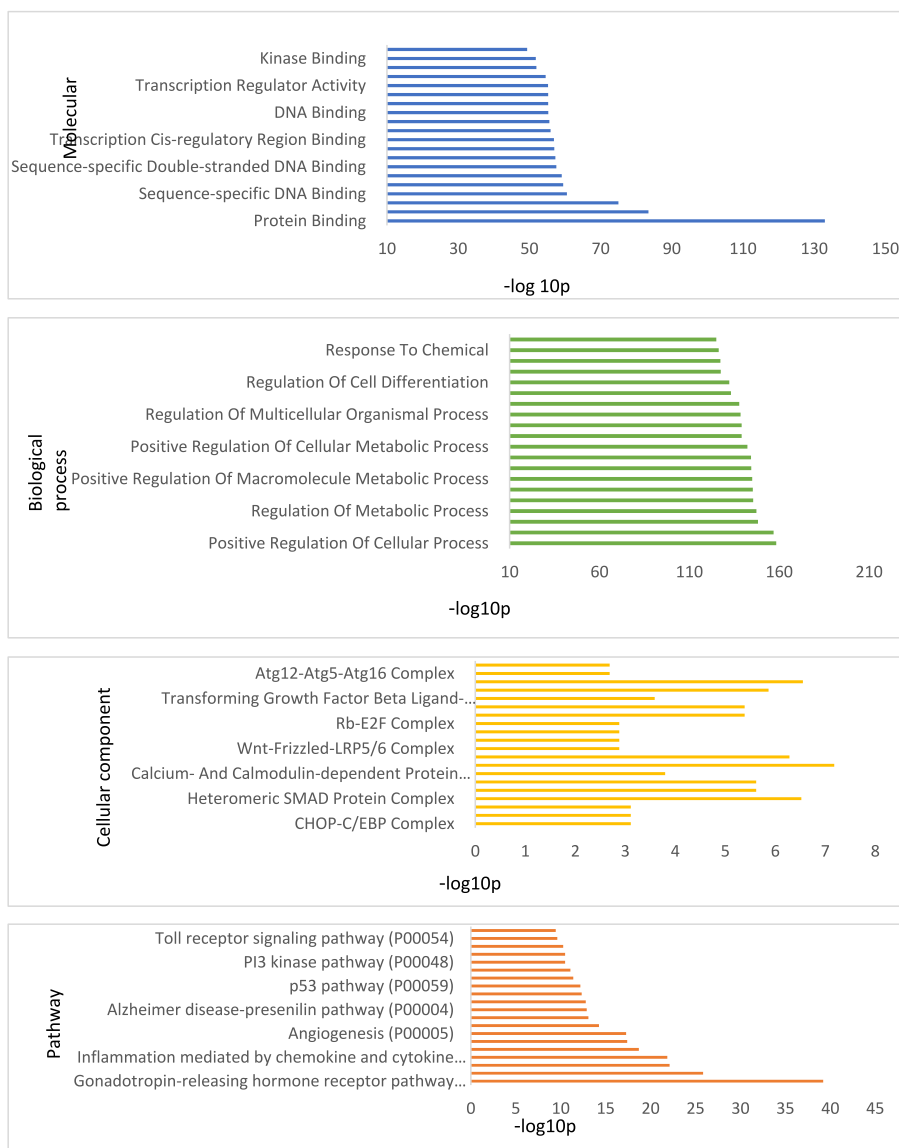 Molecular
Kinase Binding
Transcription Regulator Activity
DNA Binding
Transcription Cis-regulatory Region Binding
Sequence-specific Double-stranded DNA Binding
Sequence-specific DNA Binding
Protein Binding
10 30 50 70 90 110 130 150
-log 10p
Biological
process
Response To Chemical
Regulation Of Cell Differentiation
Regulation Of Multicellular Organismal Process
Positive Regulation Of Cellular Metabolic Process
Positive Regulation Of Macromolecule Metabolic Process
Regulation Of Metabolic Process
Positive Regulation Of Cellular Process
10 60 110 160 210
-log10p
Cellular component
Atg12-Atg5-Atg16 Complex
Transforming Growth Factor Beta Ligand-...
Rb-E2F Complex
Wnt-Frizzled-LRP5/6 Complex
Calcium- And Calmodulin-dependent Protein...
Heteromeric SMAD Protein Complex
CHOP-C/EBP Complex
0 1 2 3 4 5 6 7 8
-log10p
Pathway
Toll receptor signaling pathway (P00054)
PI3 kinase pathway (P00048)
p53 pathway (P00059)
Alzheimer disease-presenilin pathway (P00004)
Angiogenesis (P00005)
Inflammation mediated by chemokine and cytokine...
Gonadotropin-releasing hormone receptor pathway...
0 5 10 15 20 25 30 35 40 45
-log10p